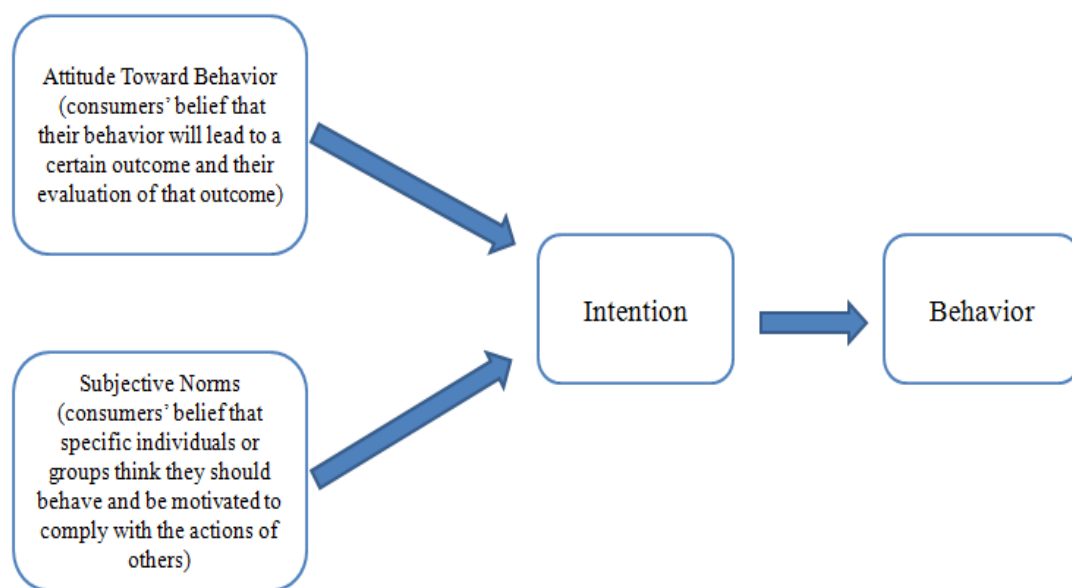 Attitude Toward Behavior
(consumers' belief that
their behavior will lead to a
certain outcome and their
evaluation of that outcome)
Subjective Norms
(consumers' belief that
specific individuals or
groups think they should
behave and be motivated to
comply with the actions of
others)
Intention
Behavior